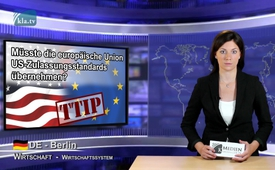 kla.tv
Müsste die europäische Union
US-Zulassungsstandards
übernehmen?
TTIP
DE - Berlin
WIRTSCHAFT • WIRTSCHAFTSSYSTEM
MEDIEN